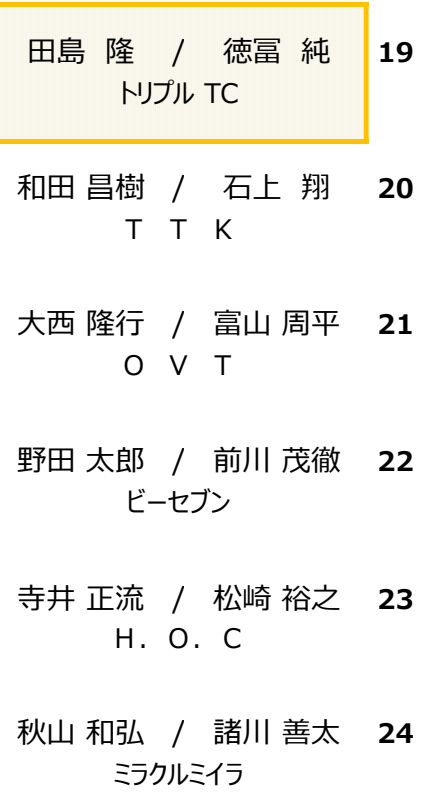 田島 隆 / 徳冨 純 19
トリプル TC
和田 昌樹 / 石上 翔 20
T T K
大西 隆行 / 富山 周平 21
O V T
野田 太郎 / 前川 茂徹 22
ビーセブン
寺井 正流 / 松崎 裕之 23
H. O. C
秋山 和弘 / 諸川 善太 24
ミラクルミイラ